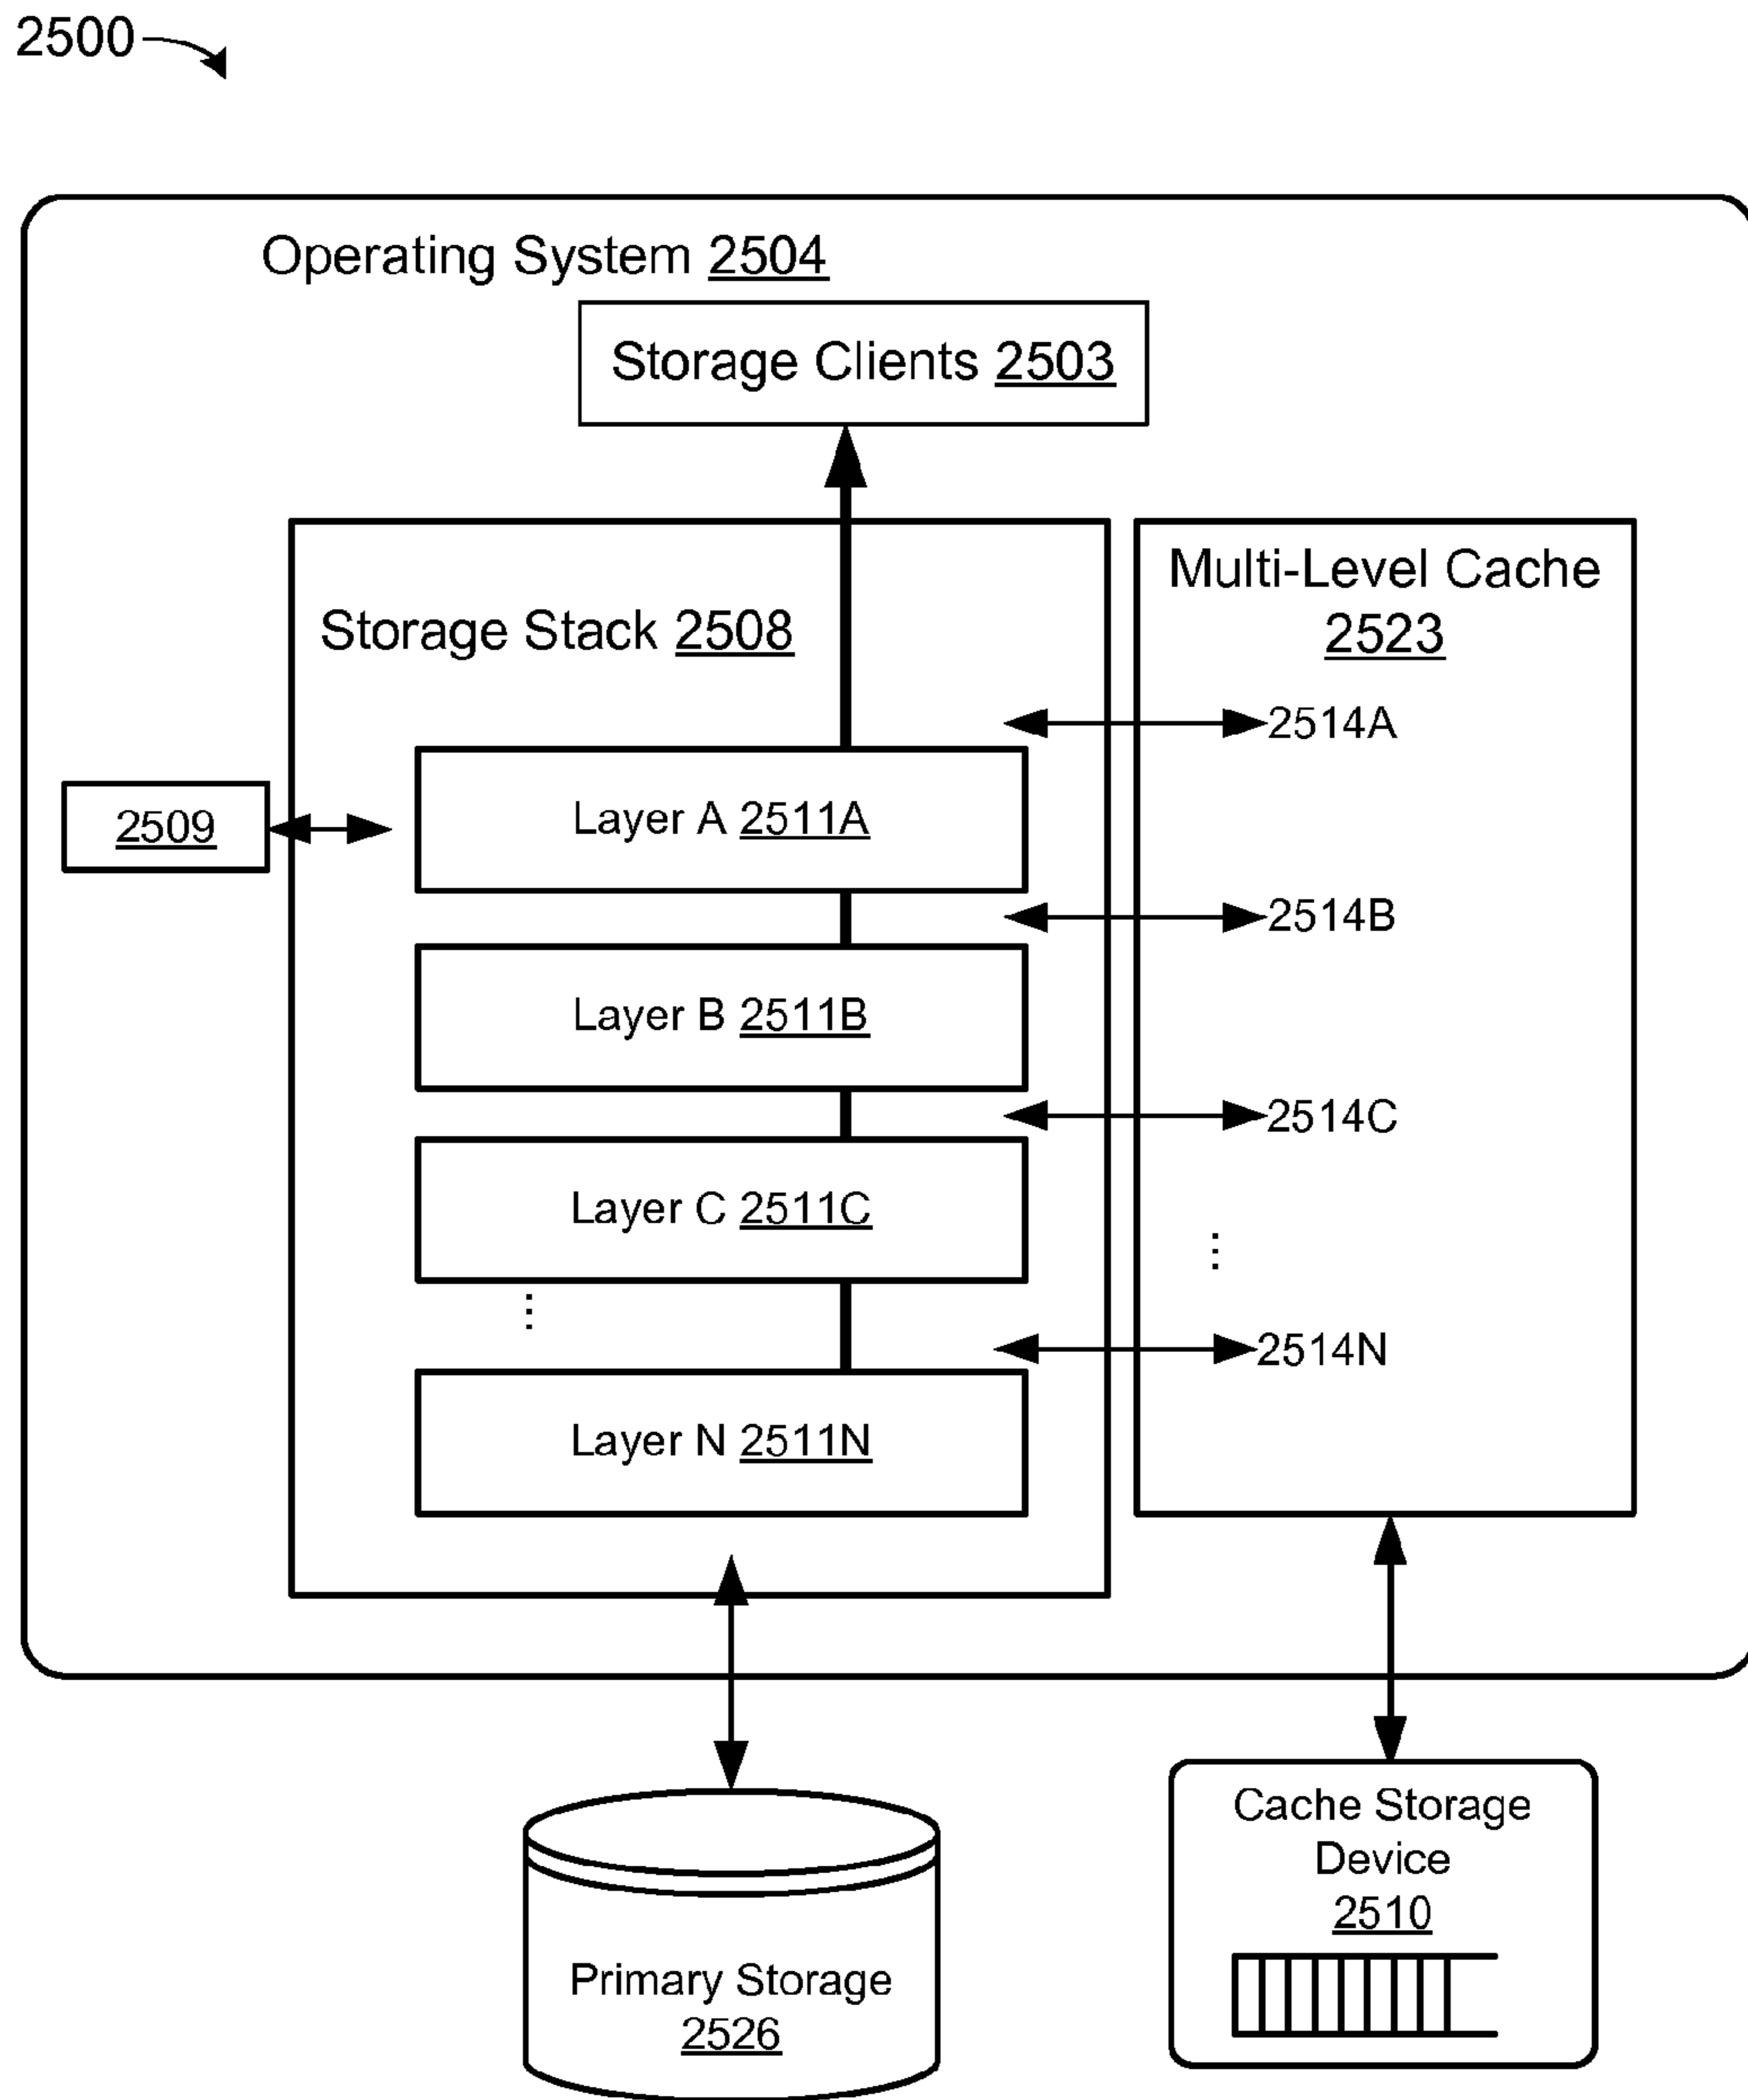 2500
Operating System 2504
Storage Clients 2503
Multi-Level Cache
2523
Storage Stack 2508
2514A
2509
Layer A 2511A
2514B
Layer B 2511B
2514C
Layer C 2511C
2514N
Layer N 2511N
Cache Storage
Device
2510
Primary Storage
2526